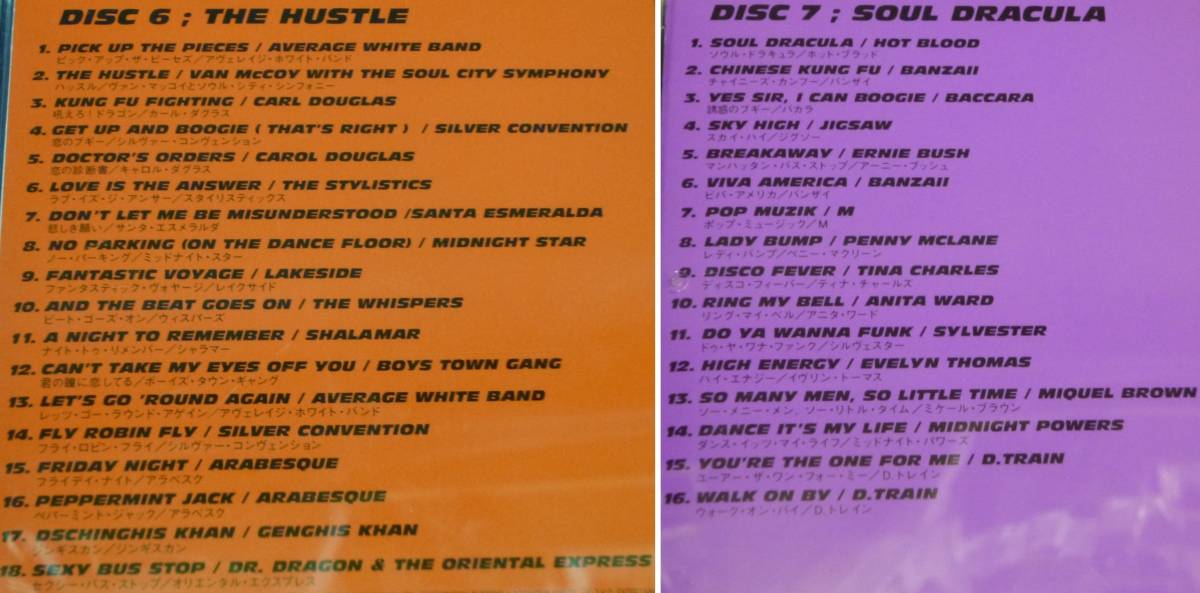 DISC 6 ; THE HUSTLE
1. PICK UP THE PIECES / AVERAGE WHITE BAND
ピック・アップ・ザ・ピーセズ／アヴェレイジ・ホワイト・バンド
2. THE HUSTLE / VAN McCOY WITH THE SOUL CITY SYMPHONY
ハッスル／ヴァン・マッコイとソウル・シティ・シンフォニー
3. KUNG FU FIGHTING / CARL DOUGLAS
吼えろ！ドラゴン／カール・ダグラス
4. GET UP AND BOOGIE ( THAT'S RIGHT ) / SILVER CONVENTION
恋のブギー／シルヴァー・コンヴェンション
5. DOCTOR'S ORDERS / CAROL DOUGLAS
恋の診断書／キャロル・ダグラス
6. LOVE IS THE ANSWER / THE STYLISTICS
ラブ・イズ・ジ・アンサー／スタイリスティックス
7. DON'T LET ME BE MISUNDERSTOOD /SANTA ESMERALDA
悲しき願い／サンタ・エスメラルダ
8. NO PARKING (ON THE DANCE FLOOR) / MIDNIGHT STAR
ノー・パーキング／ミッドナイト・スター
9. FANTASTIC VOYAGE / LAKESIDE
ファンタスティック・ヴォヤージ／レイクサイド
10. AND THE BEAT GOES ON / THE WHISPERS
ビート・ゴーズ・オン／ウィスパーズ
11. A NIGHT TO REMEMBER / SHALAMAR
ナイト・トゥ・リメンバー／シャラマー
12. CAN'T TAKE MY EYES OFF YOU / BOYS TOWN GANG
君の瞳に恋してる／ボーイズ・タウン・ギャング
13. LET'S GO 'ROUND AGAIN / AVERAGE WHITE BAND
レッツ・ゴー・ラウンド・アゲイン／アヴェレイジ・ホワイト・バンド
14. FLY ROBIN FLY / SILVER CONVENTION
フライ・ロビン・フライ／シルヴァー・コンヴェンション
15. FRIDAY NIGHT / ARABESQUE
フライデイ・ナイト／アラベスク
16. PEPPERMINT JACK / ARABESQUE
ペパーミント・ジャック／アラベスク
17. DSCHINGHIS KHAN / GENGHIS KHAN
ジンギスカン／ジンギスカン
18. SEXY BUS STOP / DR. DRAGON & THE ORIENTAL EXPRESS
セクシー・バス・ストップ／オリエンタル・エクスプレス
DISC 7 ; SOUL DRACULA
1. SOUL DRACULA / HOT BLOOD
ソウル・ドラキュラ／ホット・ブラッド
2. CHINESE KUNG FU / BANZAII
チャイニーズ・カンフー／バンザイ
3. YES SIR, I CAN BOOGIE / BACCARA
誘惑のブギー／バカラ
4. SKY HIGH / JIGSAW
スカイ・ハイ／ジグソー
5. BREAKAWAY / ERNIE BUSH
マンハッタン・バス・ストップ／アーニー・ブッシュ
6. VIVA AMERICA / BANZAII
ビバ・アメリカ／バンザイ
7. POP MUZIK / M
ポップ・ミュージック／M
8. LADY BUMP / PENNY MCLANE
レディ・バンプ／ペニー・マクリーン
9. DISCO FEVER / TINA CHARLES
ディスコ・フィーバー／ティナ・チャールズ
10. RING MY BELL / ANITA WARD
リング・マイ・ベル／アニタ・ワード
11. DO YA WANNA FUNK / SYLVESTER
ドゥ・ヤ・ワナ・ファンク／シルヴェスター
12. HIGH ENERGY / EVELYN THOMAS
ハイ・エナジー／イヴリン・トーマス
13. SO MANY MEN, SO LITTLE TIME / MIQUEL BROWN
ソー・メニー・メン、ソー・リトル・タイム／ミケール・ブラウン
14. DANCE IT'S MY LIFE / MIDNIGHT POWERS
ダンス・イッツ・マイ・ライフ／ミッドナイト・パワーズ
15. YOU'RE THE ONE FOR ME / D.TRAIN
ユーアー・ザ・ワン・フォー・ミー／D.トレイン
16. WALK ON BY / D.TRAIN
ウォーク・オン・バイ／D.トレイン